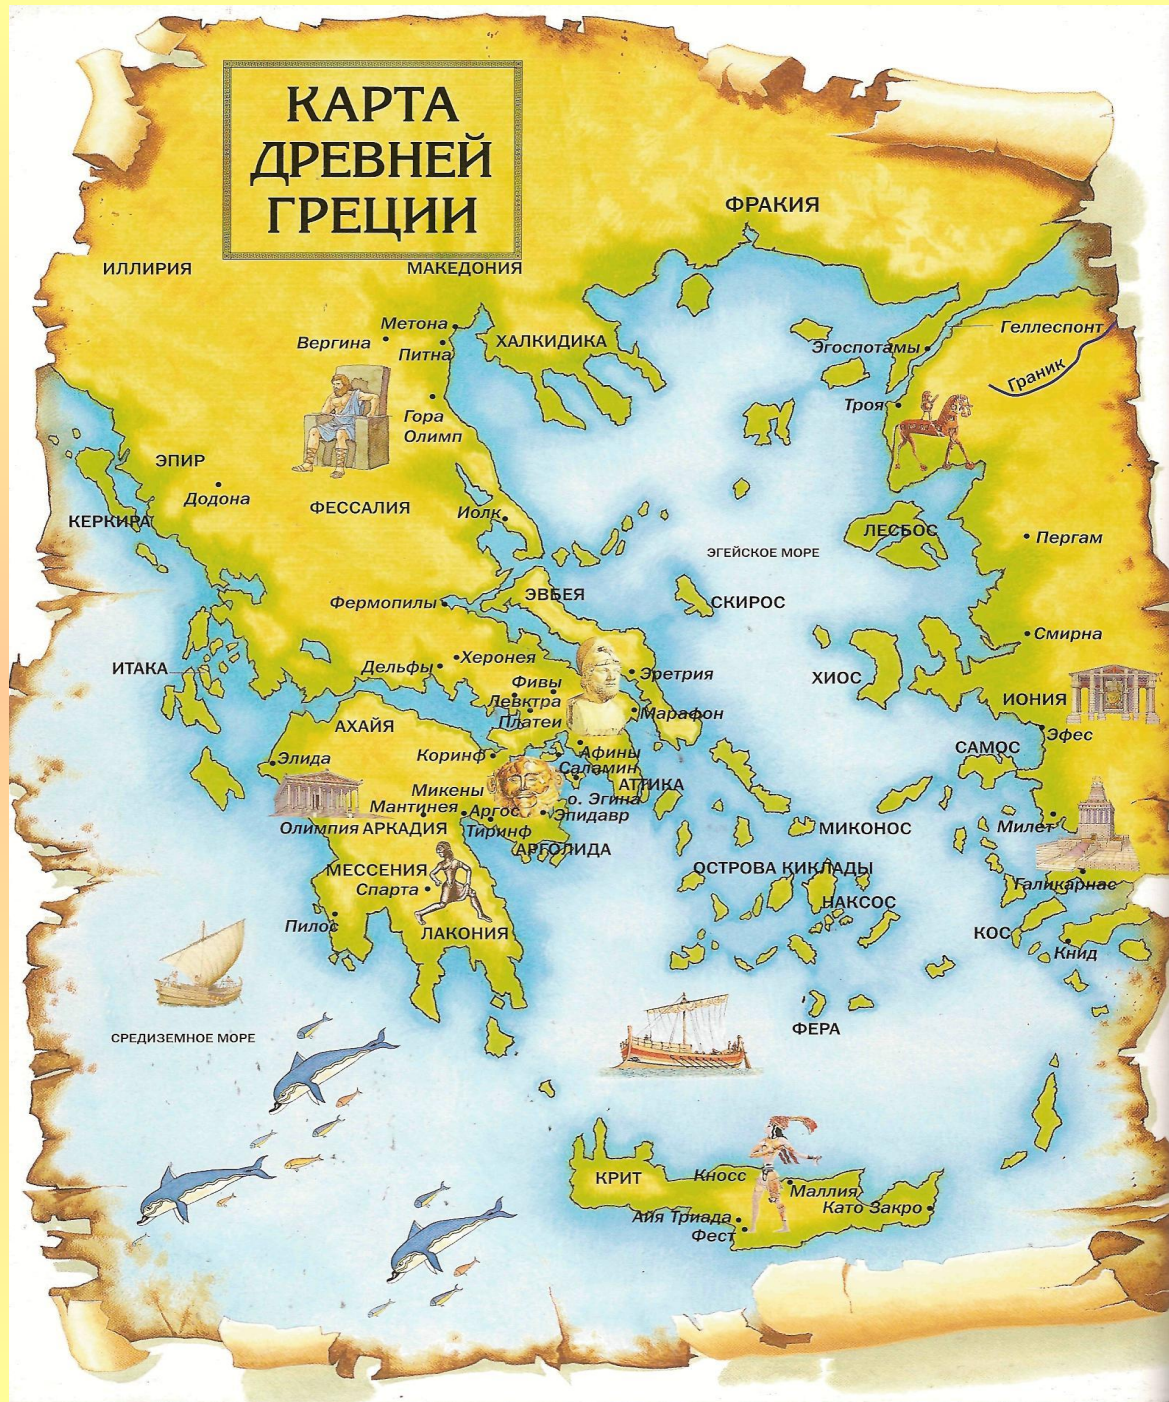 КАРТА
ДРЕВНЕЙ
ГРЕЦИИ
ФРАКИЯ
ИЛЛИРИЯ
МАКЕДОНИЯ
Метона
Вергина
Питна
ХАЛКИДИКА
Геллеспонт
Эгоспотамы
Граник
Троя
Гора
Олимп
ЭПИР
Додона
ФЕССАЛИЯ
Иолк
КЕРКИРА
ЛЕСБОС
Пергам
ЭГЕЙСКОЕ МОРЕ
ЭВБЕЯ
Фермопилы
СКИРОС
Смирна
Херонея
Дельфы
ИТАКА
Эретрия
ХИОС
Фивы
Левктра
ИОНИЯ
Платеи
Марафон
АХАЙЯ
Эфес
Коринф
Афины
САМОС
Элида
Саламин
АТТИКА
Микены
о. Эгина
Мантинея
Аргос
Эпидавр
Олимпия
АРКАДИЯ
Тиринф
МИКОНОС
Милет
АРГОЛИДА
МЕССЕНИЯ
ОСТРОВА КИКЛАДЫ
Спарта
Галикарнас
НАКСОС
Пилос
ЛАКОНИЯ
КОС
Книд
ФЕРА
СРЕДИЗЕМНОЕ МОРЕ
КРИТ
Кносс
Маллия
Като Закро
Айя Триада
Фест